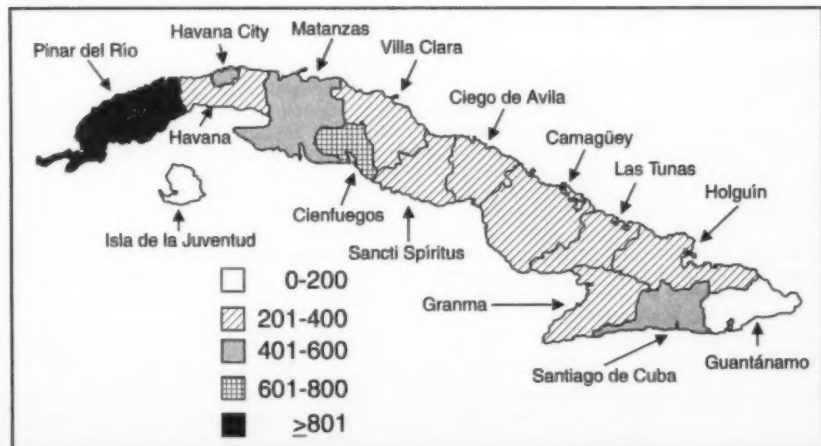 Havana City
Matanzas
Pinar del Río
Villa Clara
Ciego de Avila
Camagüey
Las Tunas
Holguín
Havana
Cienfuegos
Isla de la Juventud
Sancti Spíritus
Granma
Santiago de Cuba
Guantánamo
0-200
201-400
401-600
601-800
≥801